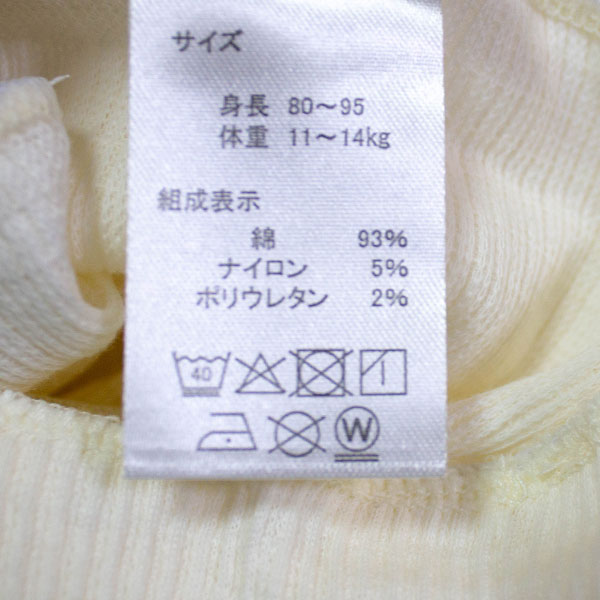 サイズ
身長 80～95
体重 11～14kg
組成表示
綿 93%
ナイロン 5%
ポリウレタン 2%
40
W